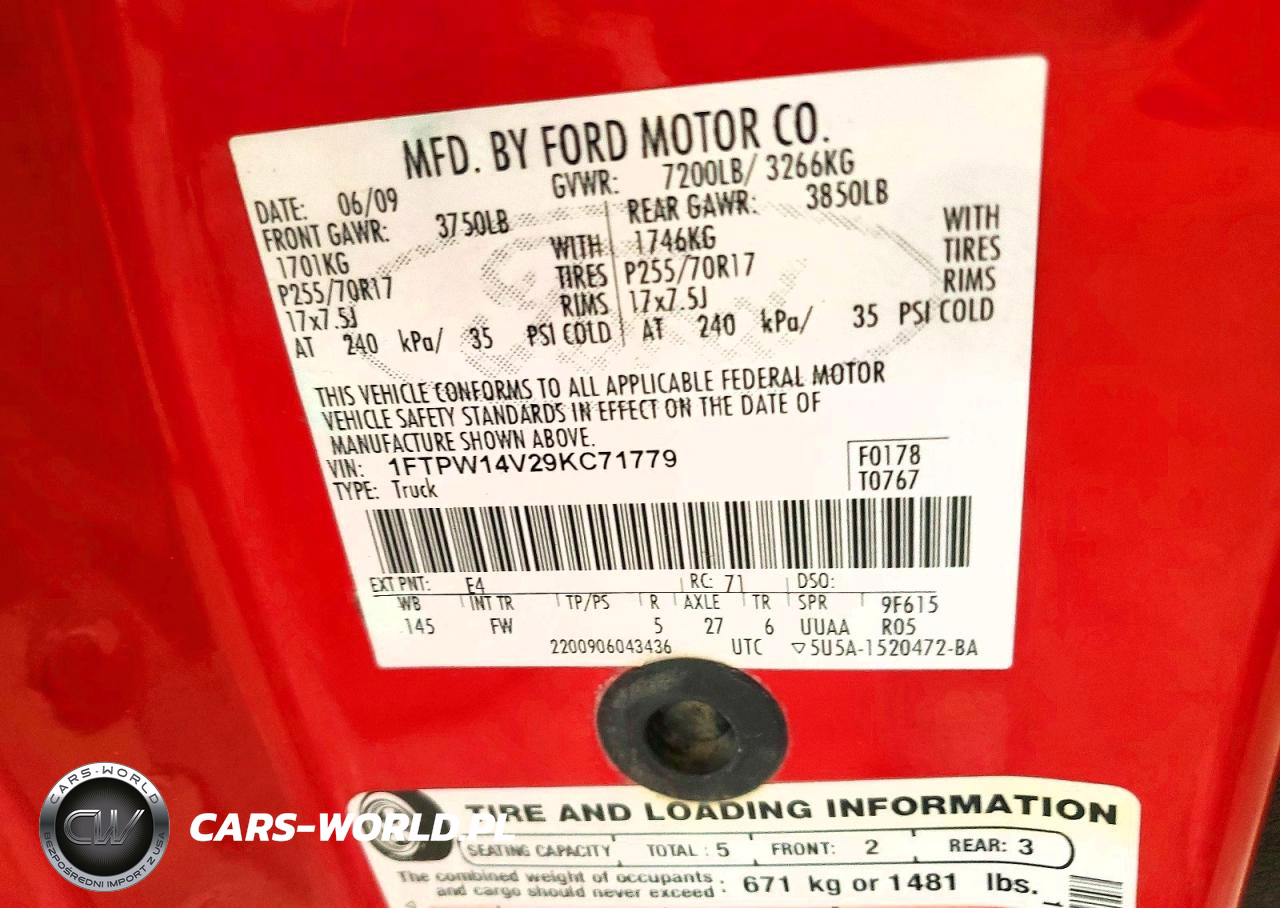 MFD. BY FORD MOTOR CO.
DATE: 06/09 GVWR: 7200LB/ 3266KG
FRONT GAWR: 3750LB REAR GAWR: 3850LB
1701KG WITH 1746KG WITH
P255/70R17 TIRES P255/70R17 TIRES
17x7.5J RIMS 17x7.5J RIMS
AT 240 kPa/ 35 PSI COLD AT 240 kPa/ 35 PSI COLD
THIS VEHICLE CONFORMS TO ALL APPLICABLE FEDERAL MOTOR
VEHICLE SAFETY STANDARDS IN EFFECT ON THE DATE OF
MANUFACTURE SHOWN ABOVE.
VIN: 1FTPW14V29KC71779 F0178
TYPE: Truck T0767
EXT PNT: E4 RC: 71 DSO:
WB INT TR TP/PS R AXLE TR SPR 9F615
145 FW 5 27 6 UUAA R05
2200906043436 UTC ▽5U5A-1520472-BA
TIRE AND LOADING INFORMATION
SEATING CAPACITY TOTAL : 5 FRONT: 2 REAR: 3
The combined weight of occupants
and cargo should never exceed : 671 kg or 1481 lbs.
CARS-WORLD
CW
BEZPOŚREDNI IMPORT Z USA
CARS-WORLD.PL